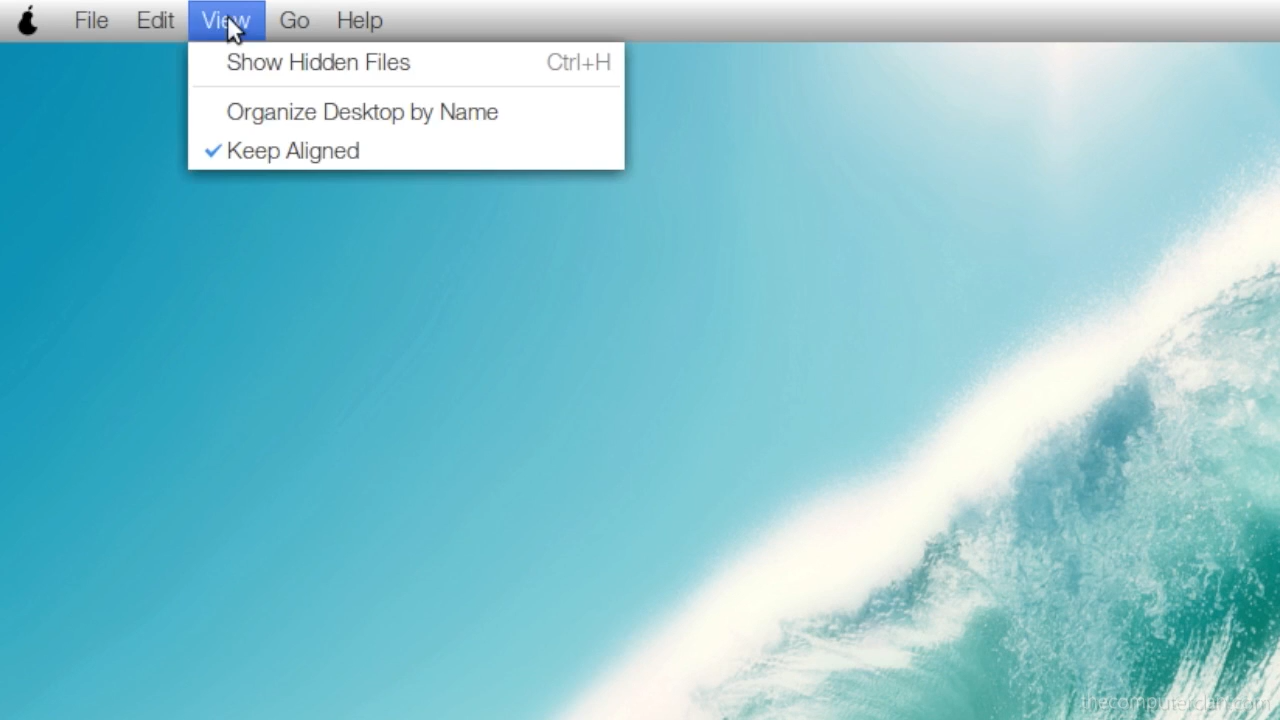 File Edit View Go Help
Show Hidden Files Ctrl+H
Organize Desktop by Name
Keep Aligned